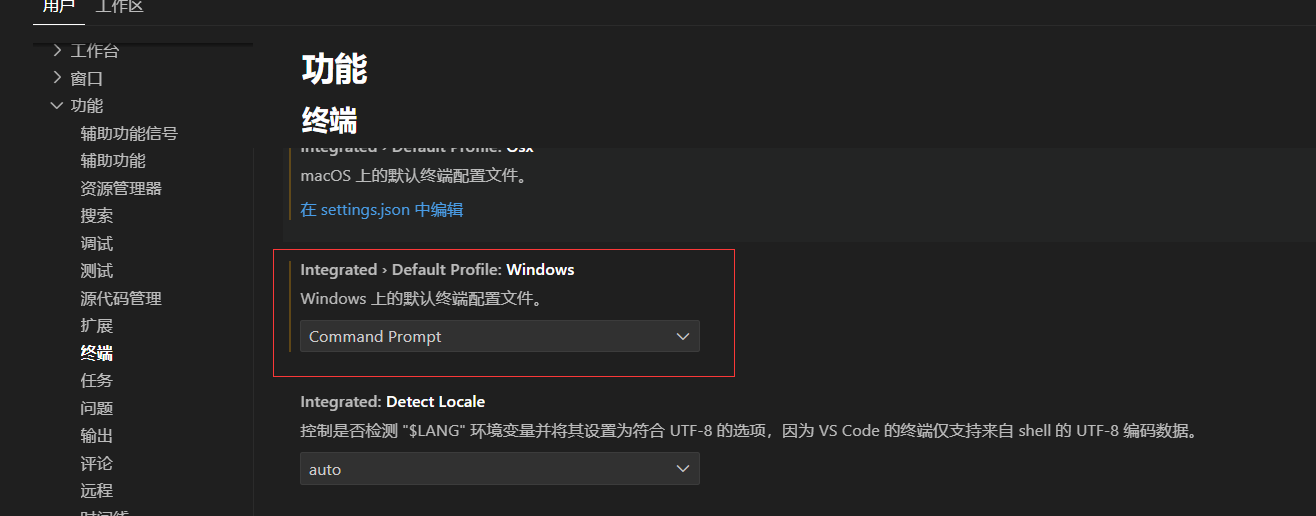 用户 工作区
工作台
窗口
功能
辅助功能信号
辅助功能
资源管理器
搜索
调试
测试
源代码管理
扩展
终端
任务
问题
输出
评论
远程
时间线
功能
终端
Integrated › Default Profile: Osx
macOS 上的默认终端配置文件。
在 settings.json 中编辑
Integrated › Default Profile: Windows
Windows 上的默认终端配置文件。
Command Prompt
Integrated: Detect Locale
控制是否检测 "$LANG" 环境变量并将其设置为符合 UTF-8 的选项，因为 VS Code 的终端仅支持来自 shell 的 UTF-8 编码数据。
auto